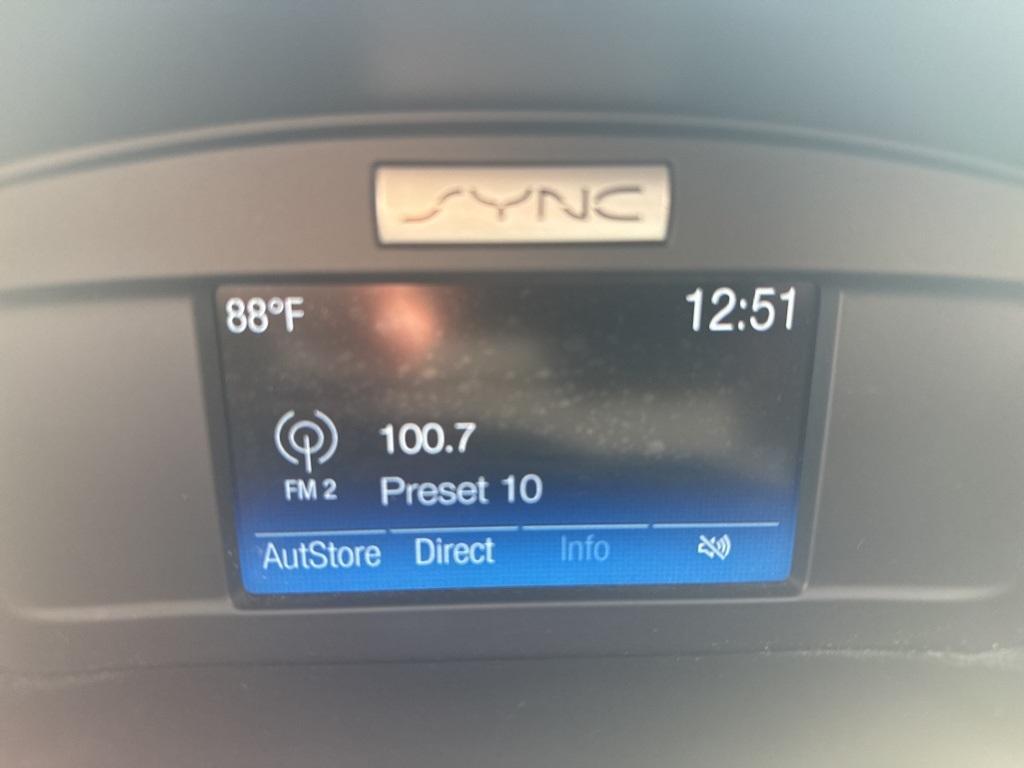 SYNC
88°F 12:51
100.7
FM 2 Preset 10
AutStore Direct Info